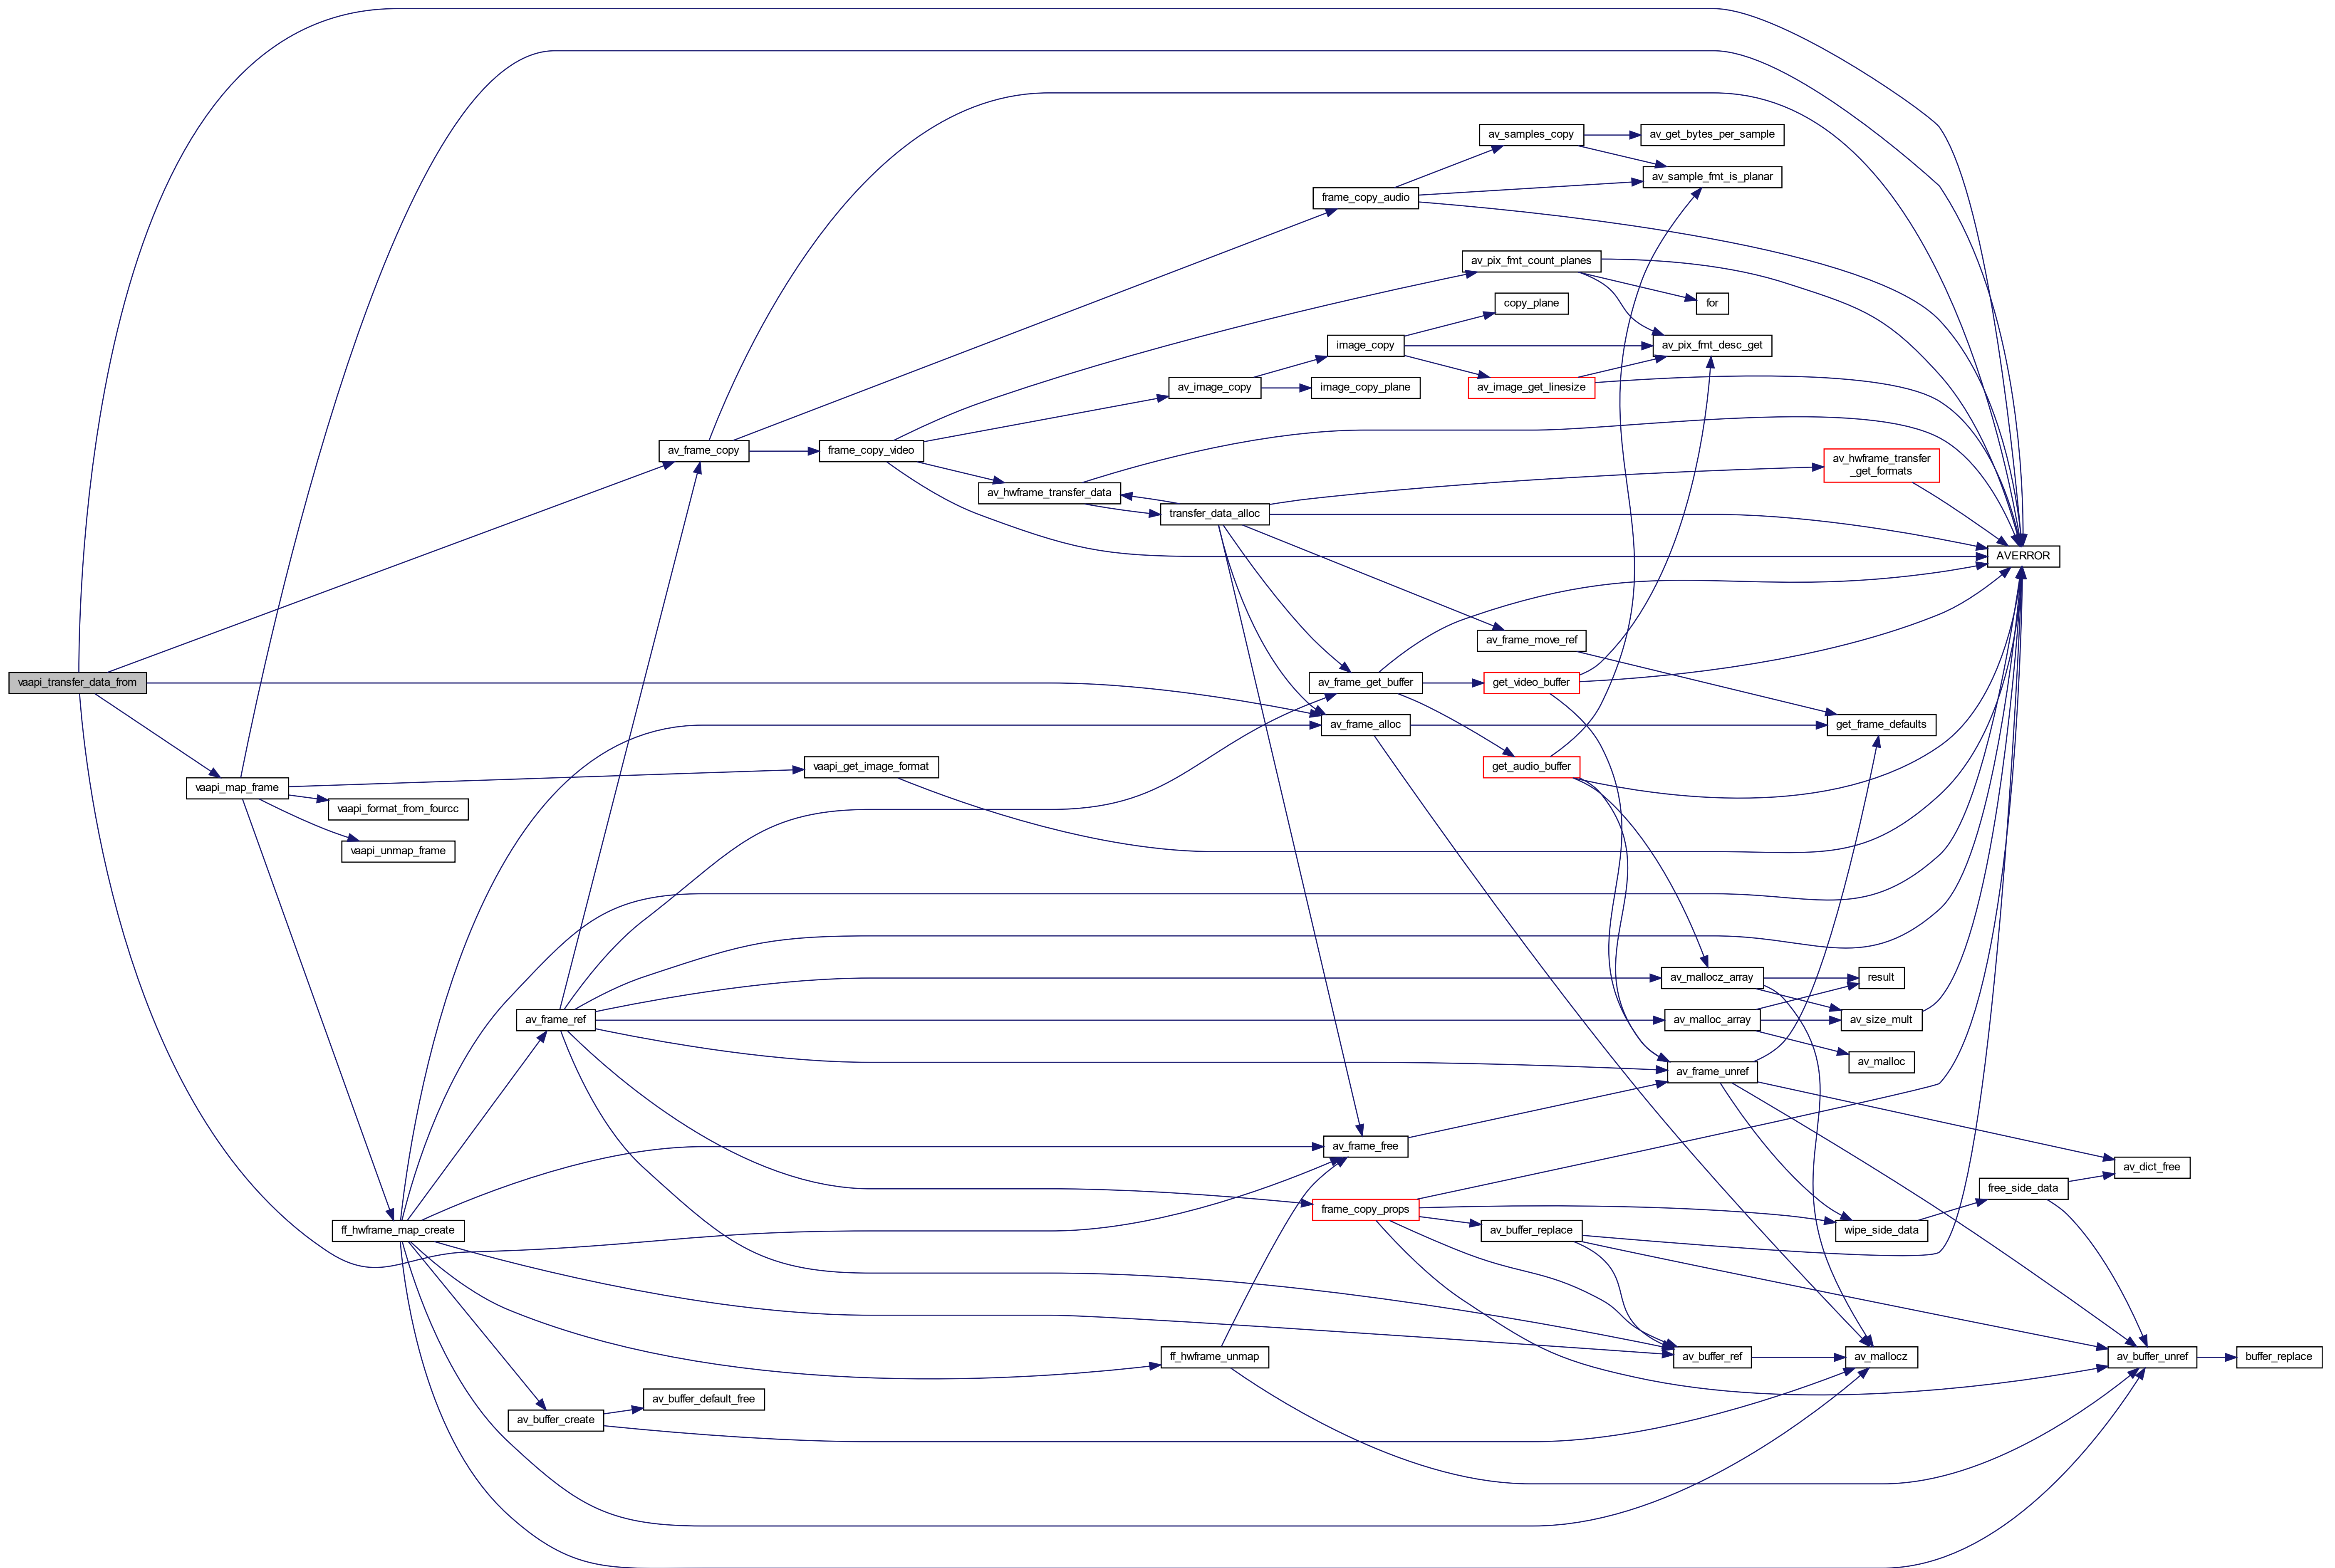 av_samples_copy
av_get_bytes_per_sample
av_sample_fmt_is_planar
frame_copy_audio
av_pix_fmt_count_planes
copy_plane
for
image_copy
av_pix_fmt_desc_get
av_image_copy
image_copy_plane
av_image_get_linesize
av_frame_copy
frame_copy_video
av_hwframe_transfer
_get_formats
av_hwframe_transfer_data
transfer_data_alloc
AVERROR
av_frame_move_ref
vaapi_transfer_data_from
av_frame_get_buffer
get_video_buffer
av_frame_alloc
get_frame_defaults
vaapi_get_image_format
get_audio_buffer
vaapi_map_frame
vaapi_format_from_fourcc
vaapi_unmap_frame
av_mallocz_array
result
av_frame_ref
av_malloc_array
av_size_mult
av_malloc
av_frame_unref
av_frame_free
av_dict_free
free_side_data
frame_copy_props
ff_hwframe_map_create
av_buffer_replace
wipe_side_data
ff_hwframe_unmap
av_buffer_ref
av_mallocz
av_buffer_unref
buffer_replace
av_buffer_default_free
av_buffer_create